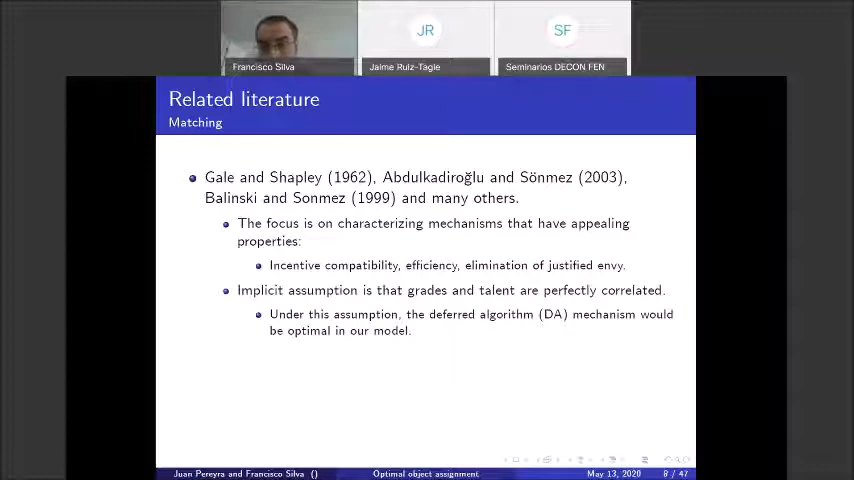 JR
SF
Francisco Silva
Jaime Ruiz-Tagle
Seminarios DECON FEN
Related literature
Matching
Gale and Shapley (1962), Abdulkadiroğlu and Sönmez (2003),
Balinski and Sonmez (1999) and many others.
The focus is on characterizing mechanisms that have appealing
properties:
Incentive compatibility, efficiency, elimination of justified envy.
Implicit assumption is that grades and talent are perfectly correlated.
Under this assumption, the deferred algorithm (DA) mechanism would
be optimal in our model.
Juan Pereyra and Francisco Silva ()
Optimal object assignment
May 13, 2020
8 / 47